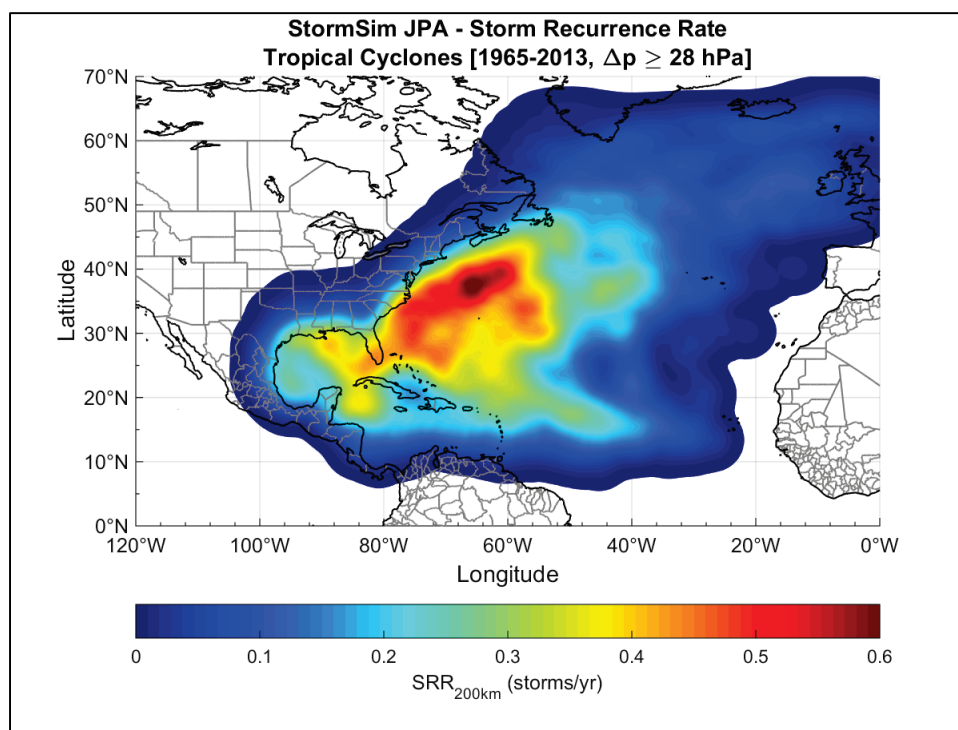 StormSim JPA - Storm Recurrence Rate
Tropical Cyclones [1965-2013, Δp ≥ 28 hPa]
70°N
60°N
50°N
40°N
30°N
20°N
10°N
0°N
Latitude
120°W 100°W 80°W 60°W 40°W 20°W 0°W
Longitude
0 0.1 0.2 0.3 0.4 0.5 0.6
SRR200km (storms/yr)